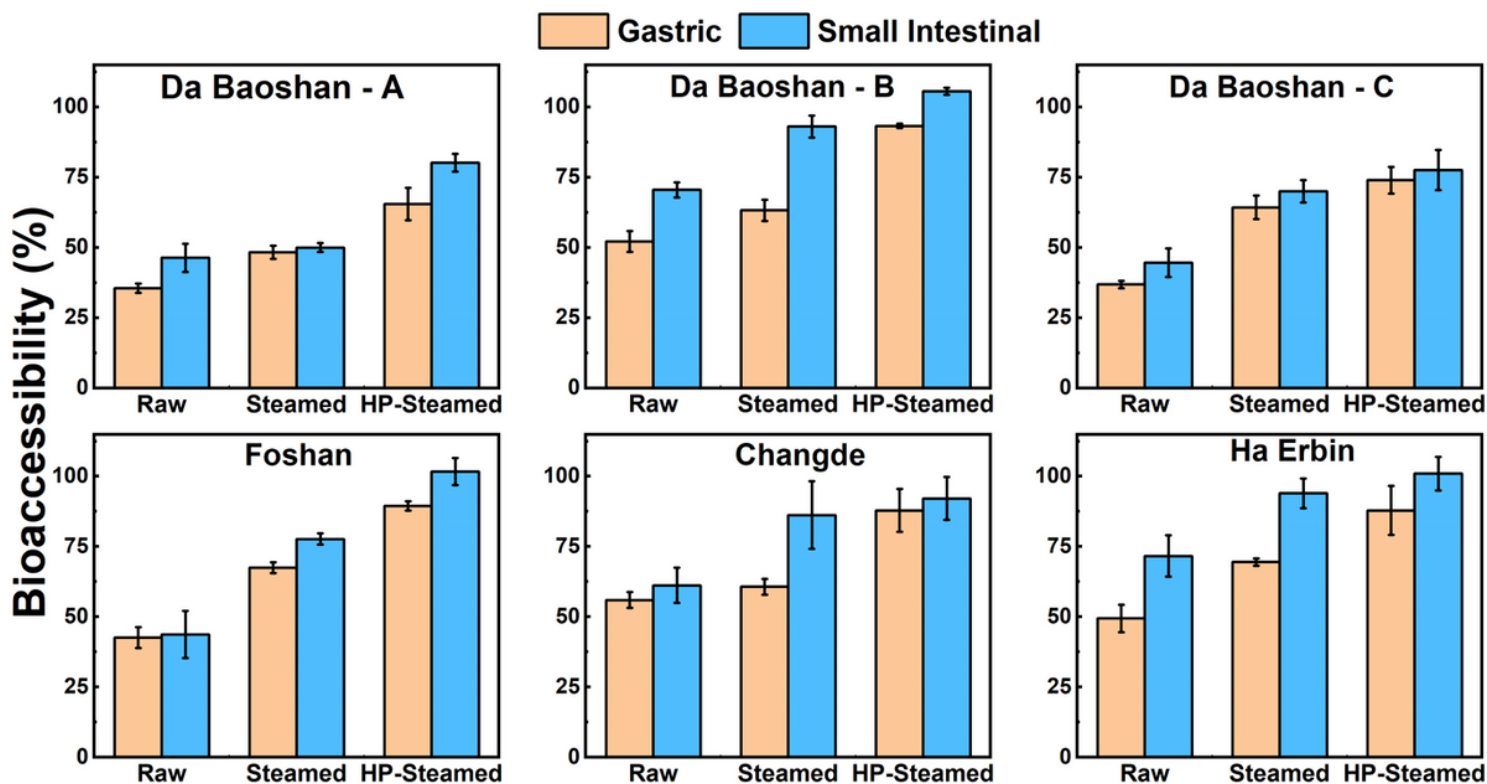 Gastric Small Intestinal
Bioaccessibility (%)
Da Baoshan - A
100
75
50
25
0
Raw Steamed HP-Steamed
Da Baoshan - B
100
75
50
25
0
Raw Steamed HP-Steamed
Da Baoshan - C
100
75
50
25
0
Raw Steamed HP-Steamed
Foshan
100
75
50
25
0
Raw Steamed HP-Steamed
Changde
100
75
50
25
0
Raw Steamed HP-Steamed
Ha Erbin
100
75
50
25
0
Raw Steamed HP-Steamed